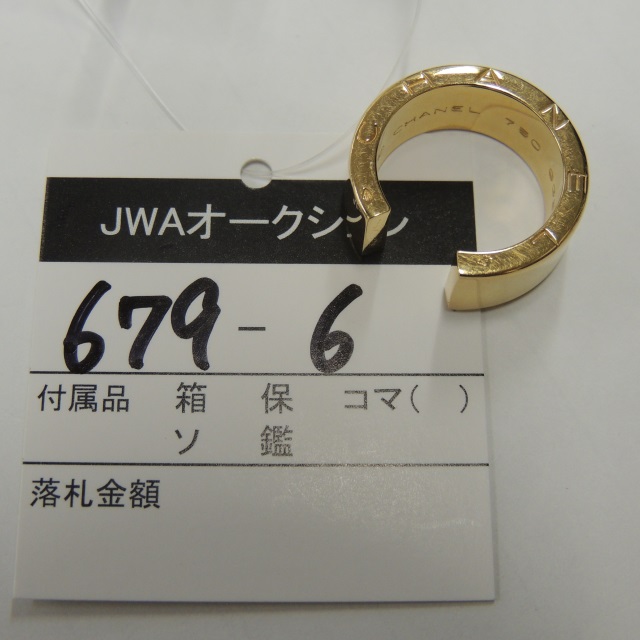 CHANEL
CHANEL 750
JWAオークション
679-6
付属品 箱 保 コマ( )
ソ 鑑
落札金額